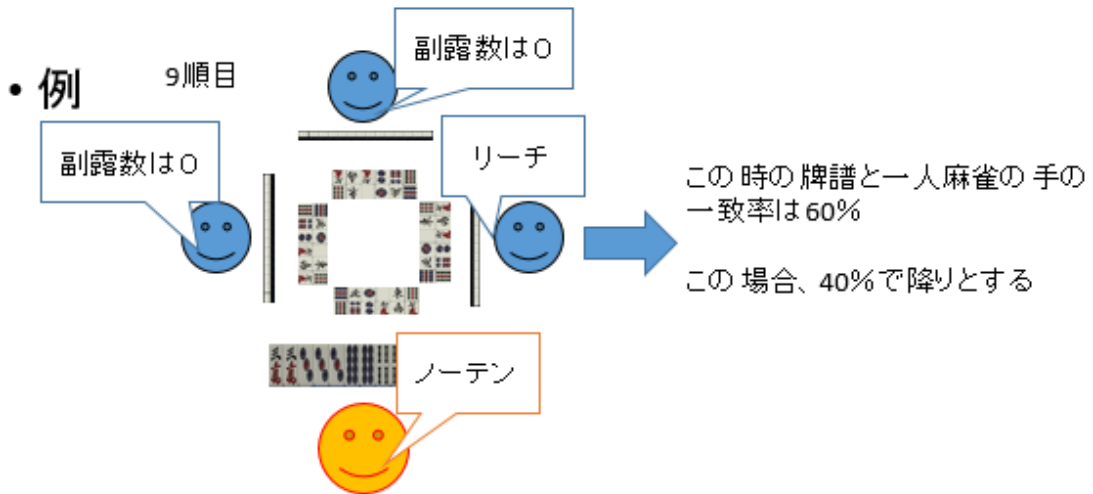 ・例
9順目
副露数は０
副露数は０
リーチ
ノーテン
この時の牌譜と一人麻雀の手の
一致率は60%
この場合、40%で降りとする